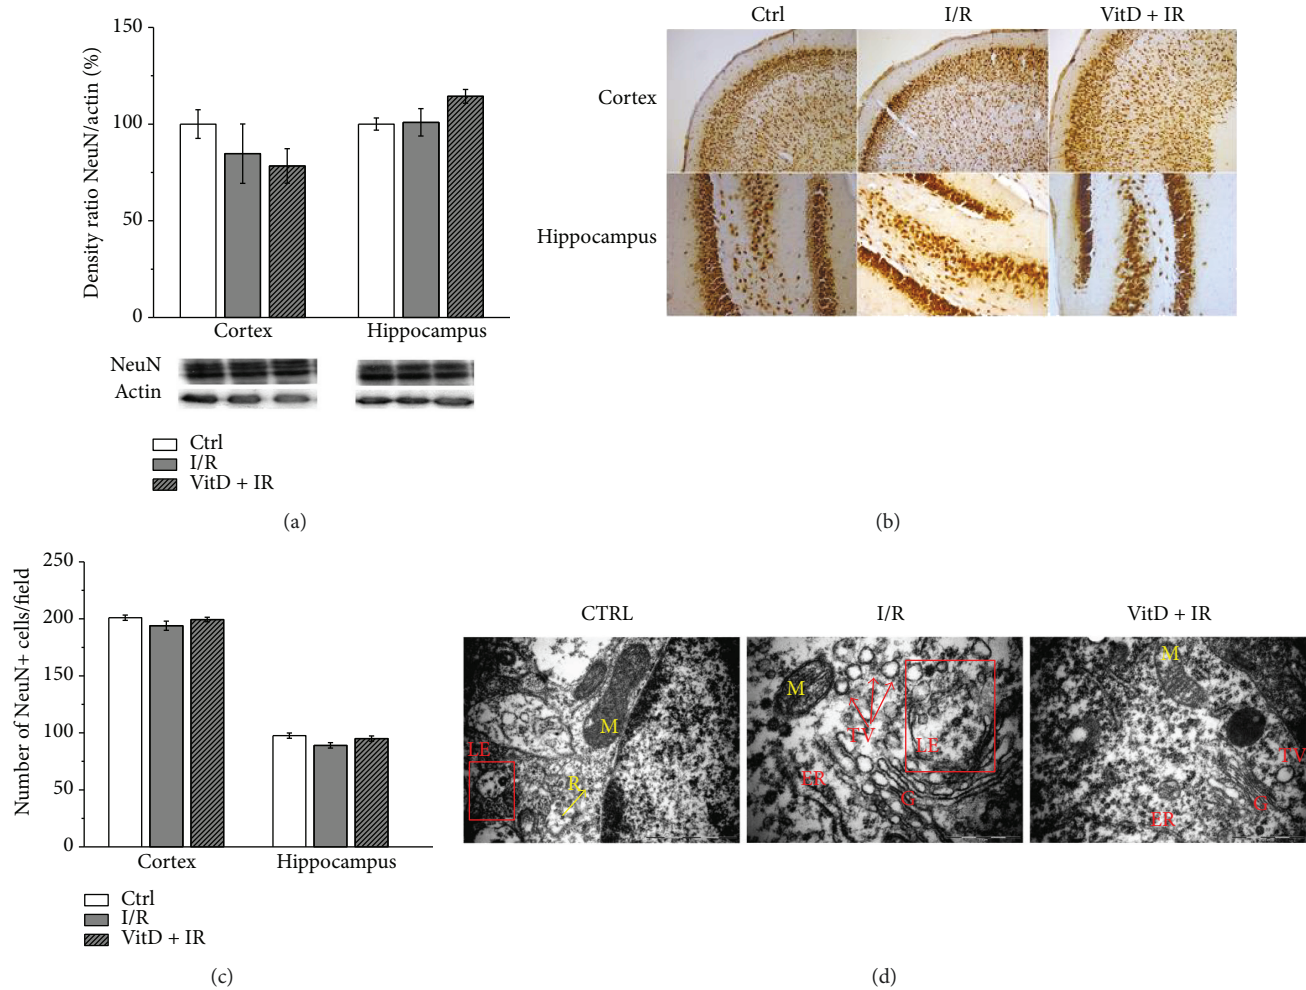 Density ratio NeuN/actin (%)
150
100
50
0
Cortex
Hippocampus
NeuN
Actin
Ctrl
I/R
VitD + IR
(a)
Ctrl
I/R
VitD + IR
Cortex
Hippocampus
(b)
Number of NeuN+ cells/field
250
200
150
100
50
0
Cortex
Hippocampus
Ctrl
I/R
VitD + IR
(c)
CTRL
I/R
VitD + IR
M
LE
R
M
TV
LE
ER
G
M
TV
G
ER
(d)